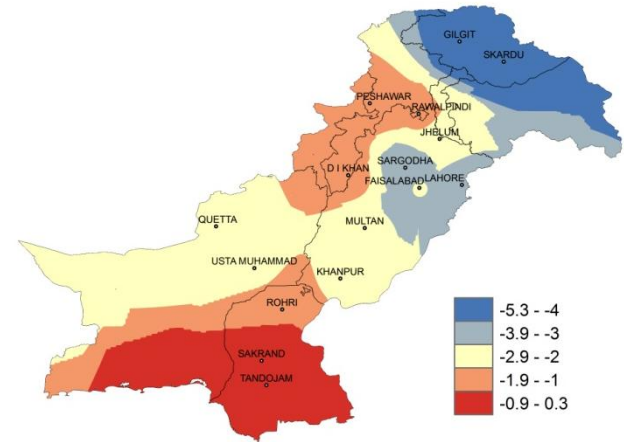 GILGIT
SKARDU
PESHAWAR
RAWALPINDI
JHELUM
SARGODHA
D I KHAN
FAISALABAD
LAHORE
QUETTA
MULTAN
USTA MUHAMMAD
KHANPUR
ROHRI
SAKRAND
TANDOJAM
-5.3 - -4
-3.9 - -3
-2.9 - -2
-1.9 - -1
-0.9 - 0.3